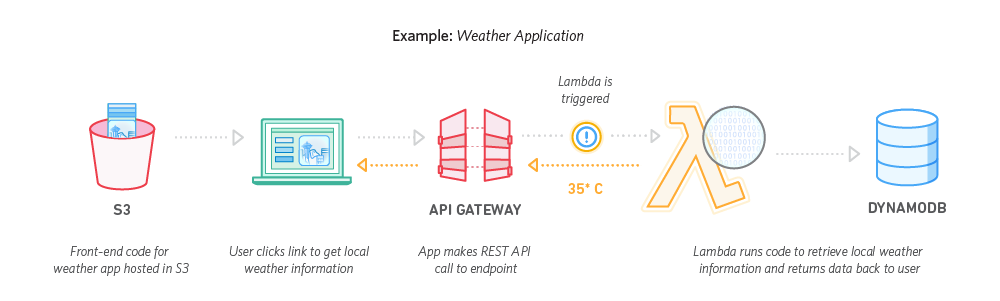 Example: Weather Application
Lambda is
triggered
35° C
S3
API GATEWAY
DYNAMODB
Front-end code for
weather app hosted in S3
User clicks link to get local
weather information
App makes REST API
call to endpoint
Lambda runs code to retrieve local weather
information and returns data back to user